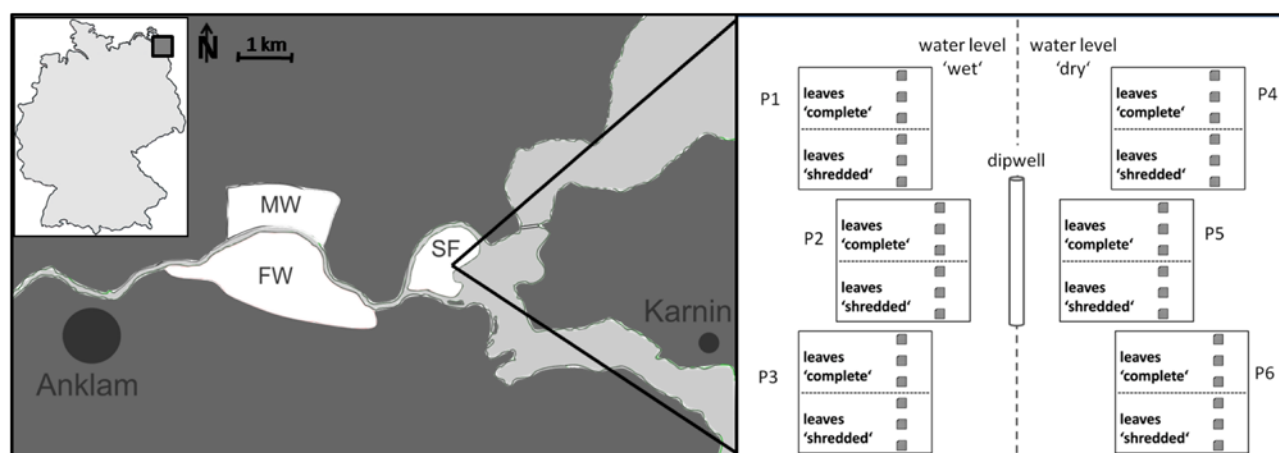 N
1 km
MW
FW
SF
Anklam
Karnin
water level
'wet'
water level
'dry'
dipwell
P1
leaves
'complete'
leaves
'shredded'
P4
leaves
'complete'
leaves
'shredded'
P2
leaves
'complete'
leaves
'shredded'
P5
leaves
'complete'
leaves
'shredded'
P3
leaves
'complete'
leaves
'shredded'
P6
leaves
'complete'
leaves
'shredded'